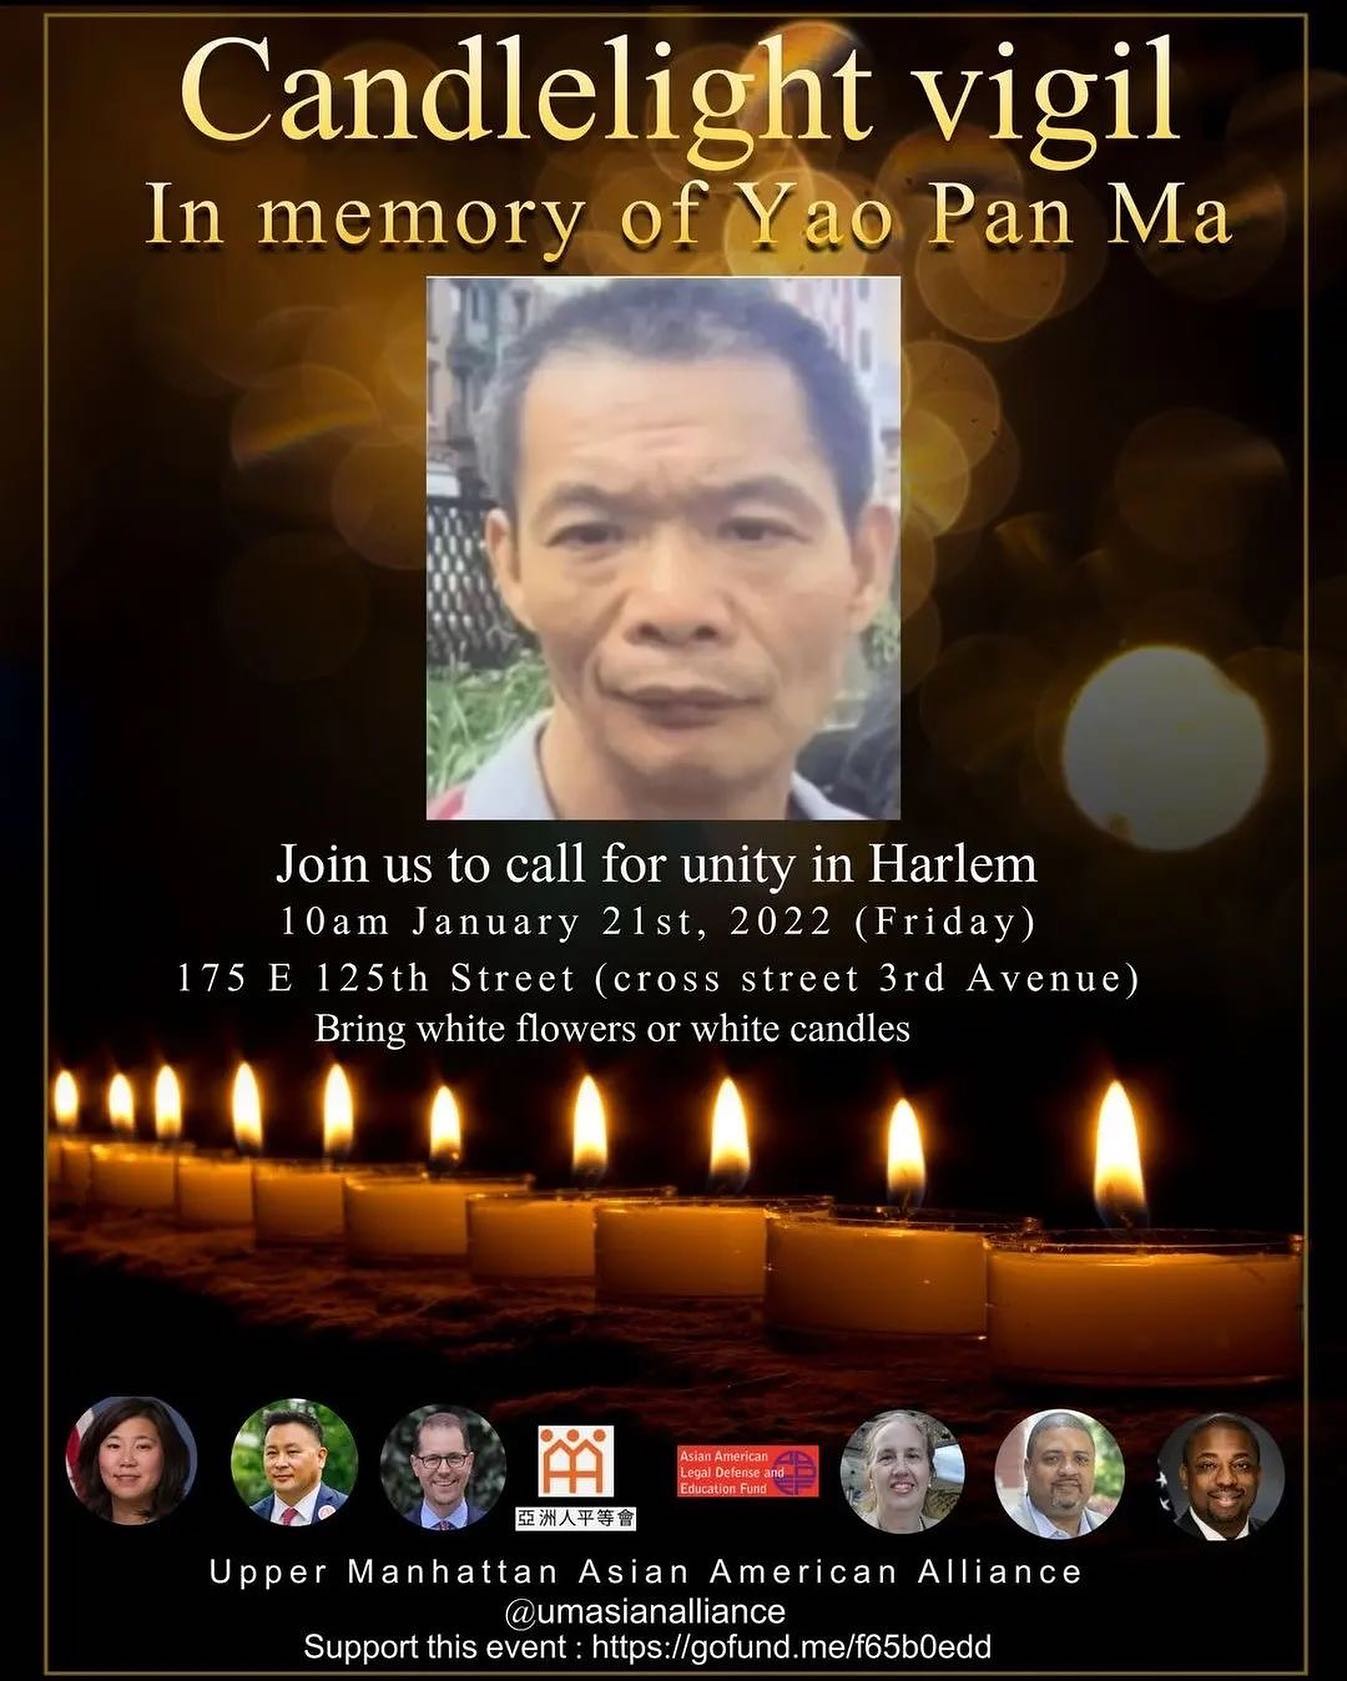 Candlelight vigil
In memory of Yao Pan Ma
Join us to call for unity in Harlem
10am January 21st, 2022 (Friday)
175 E 125th Street (cross street 3rd Avenue)
Bring white flowers or white candles
亞洲人平等會
Asian American
Legal Defense and
Education Fund
Upper Manhattan Asian American Alliance
@umasianalliance
Support this event : https://gofund.me/f65b0edd